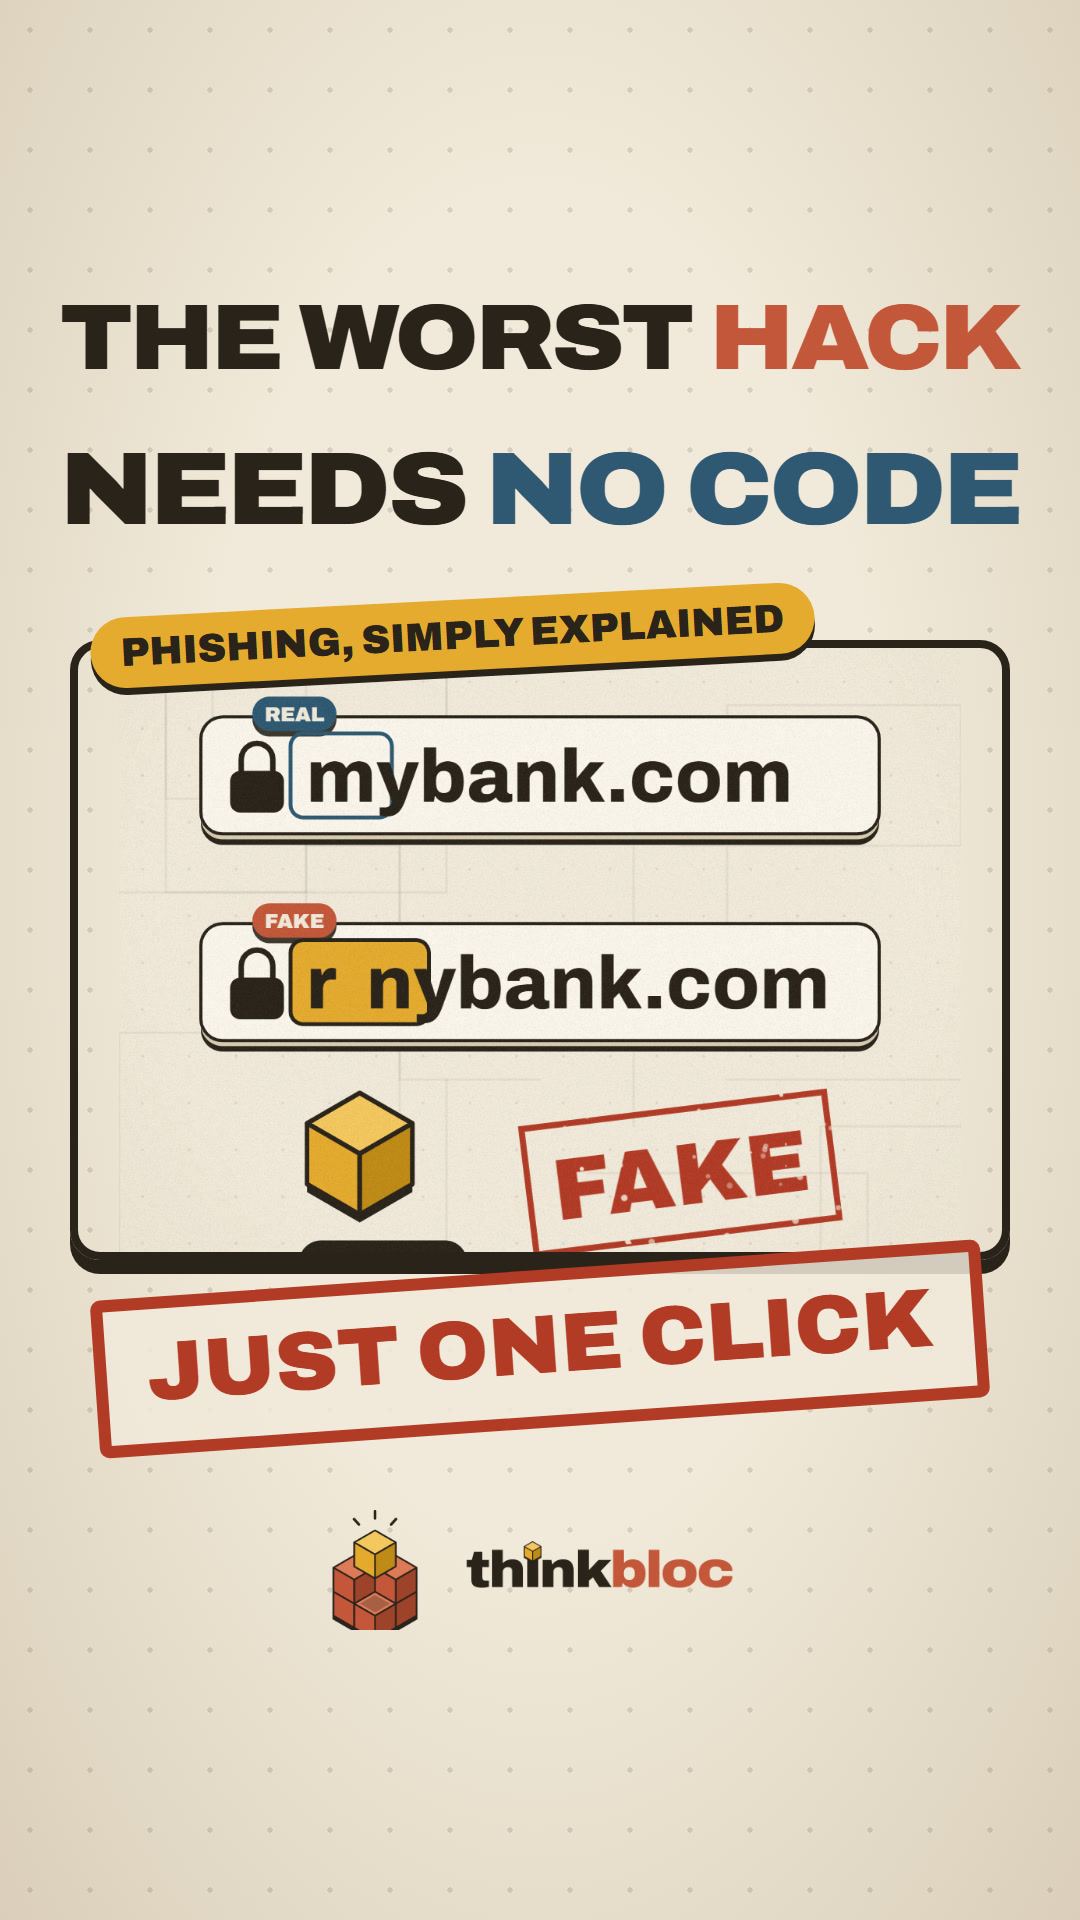 THE WORST HACK
NEEDS NO CODE
PHISHING, SIMPLY EXPLAINED
REAL
mybank.com
FAKE
r nybank.com
FAKE
JUST ONE CLICK
thinkbloc